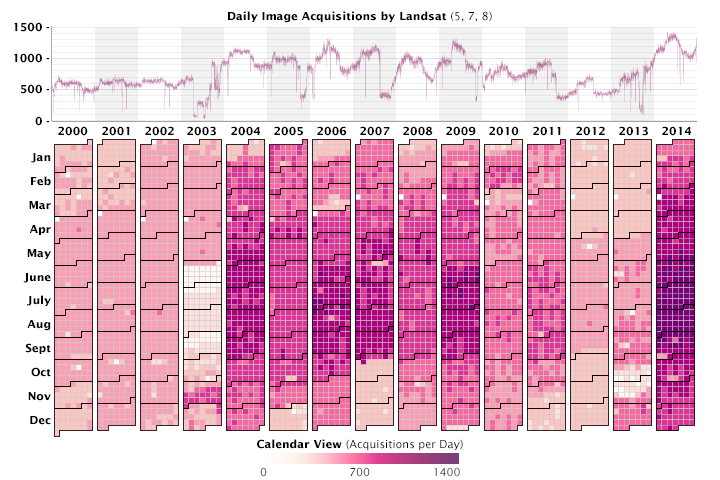 Daily Image Acquisitions by Landsat (5, 7, 8)
1500 -
1000 -
500 -
0 -
2000 2001 2002 2003 2004 2005 2006 2007 2008 2009 2010 2011 2012 2013 2014
Jan
Feb
Mar
Apr
May
June
July
Aug
Sept
Oct
Nov
Dec
Calendar View (Acquisitions per Day)
0 700 1400